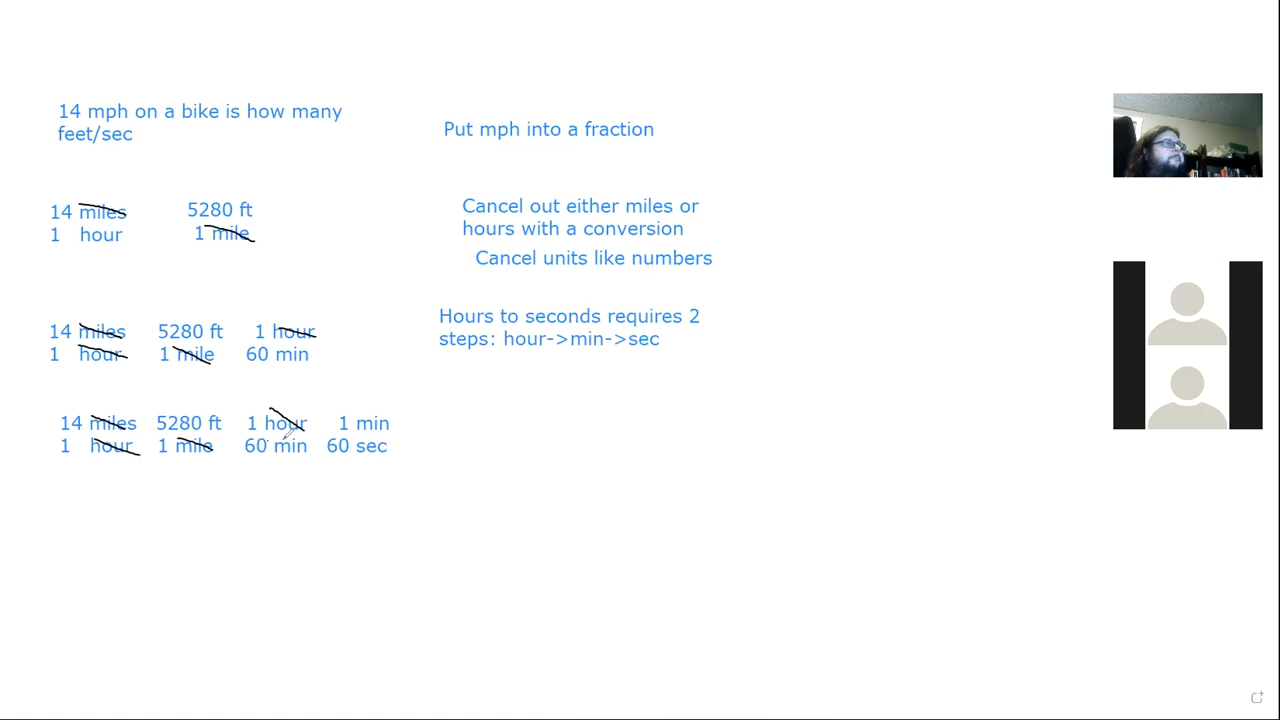 14 mph on a bike is how many
feet/sec
Put mph into a fraction
14 miles 5280 ft
1 hour 1 mile
Cancel out either miles or
hours with a conversion
Cancel units like numbers
14 miles 5280 ft 1 hour
1 hour 1 mile 60 min
Hours to seconds requires 2
steps: hour->min->sec
14 miles 5280 ft 1 hour 1 min
1 hour 1 mile 60 min 60 sec